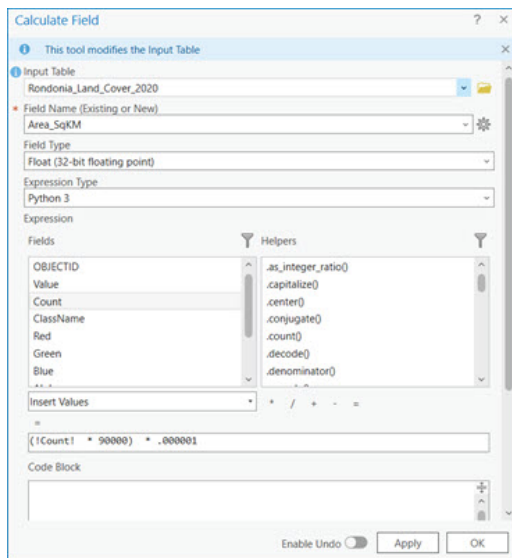 Calculate Field
?
This tool modifies the Input Table
Input Table
Rondonia_Land_Cover_2020
* Field Name (Existing or New)
Area_SqKM
Field Type
Float (32-bit floating point)
Expression Type
Python 3
Expression
Fields
Helpers
OBJECTID
Value
Count
ClassName
Red
Green
Blue
.as_integer_ratio()
.capitalize()
.center()
.conjugate()
.count()
.decode()
.denominator()
Insert Values
* / + - =
=
(!Count! * 90000) * .000001
Code Block
Enable Undo
Apply
OK